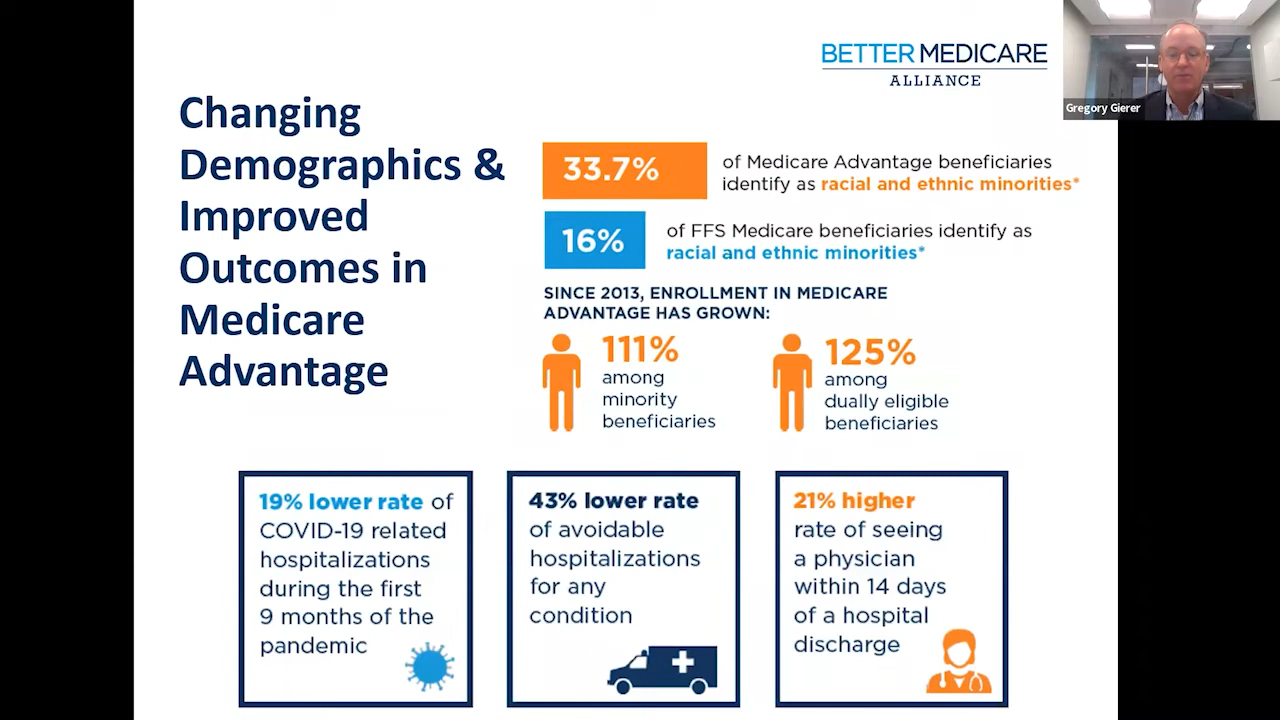 BETTER MEDICARE
ALLIANCE
Gregory Gierer
Changing
Demographics &
Improved
Outcomes in
Medicare
Advantage
33.7%
of Medicare Advantage beneficiaries
identify as racial and ethnic minorities*
16%
of FFS Medicare beneficiaries identify as
racial and ethnic minorities*
SINCE 2013, ENROLLMENT IN MEDICARE
ADVANTAGE HAS GROWN:
111%
among
minority
beneficiaries
125%
among
dually eligible
beneficiaries
19% lower rate of
COVID-19 related
hospitalizations
during the first
9 months of the
pandemic
43% lower rate
of avoidable
hospitalizations
for any
condition
21% higher
rate of seeing
a physician
within 14 days
of a hospital
discharge